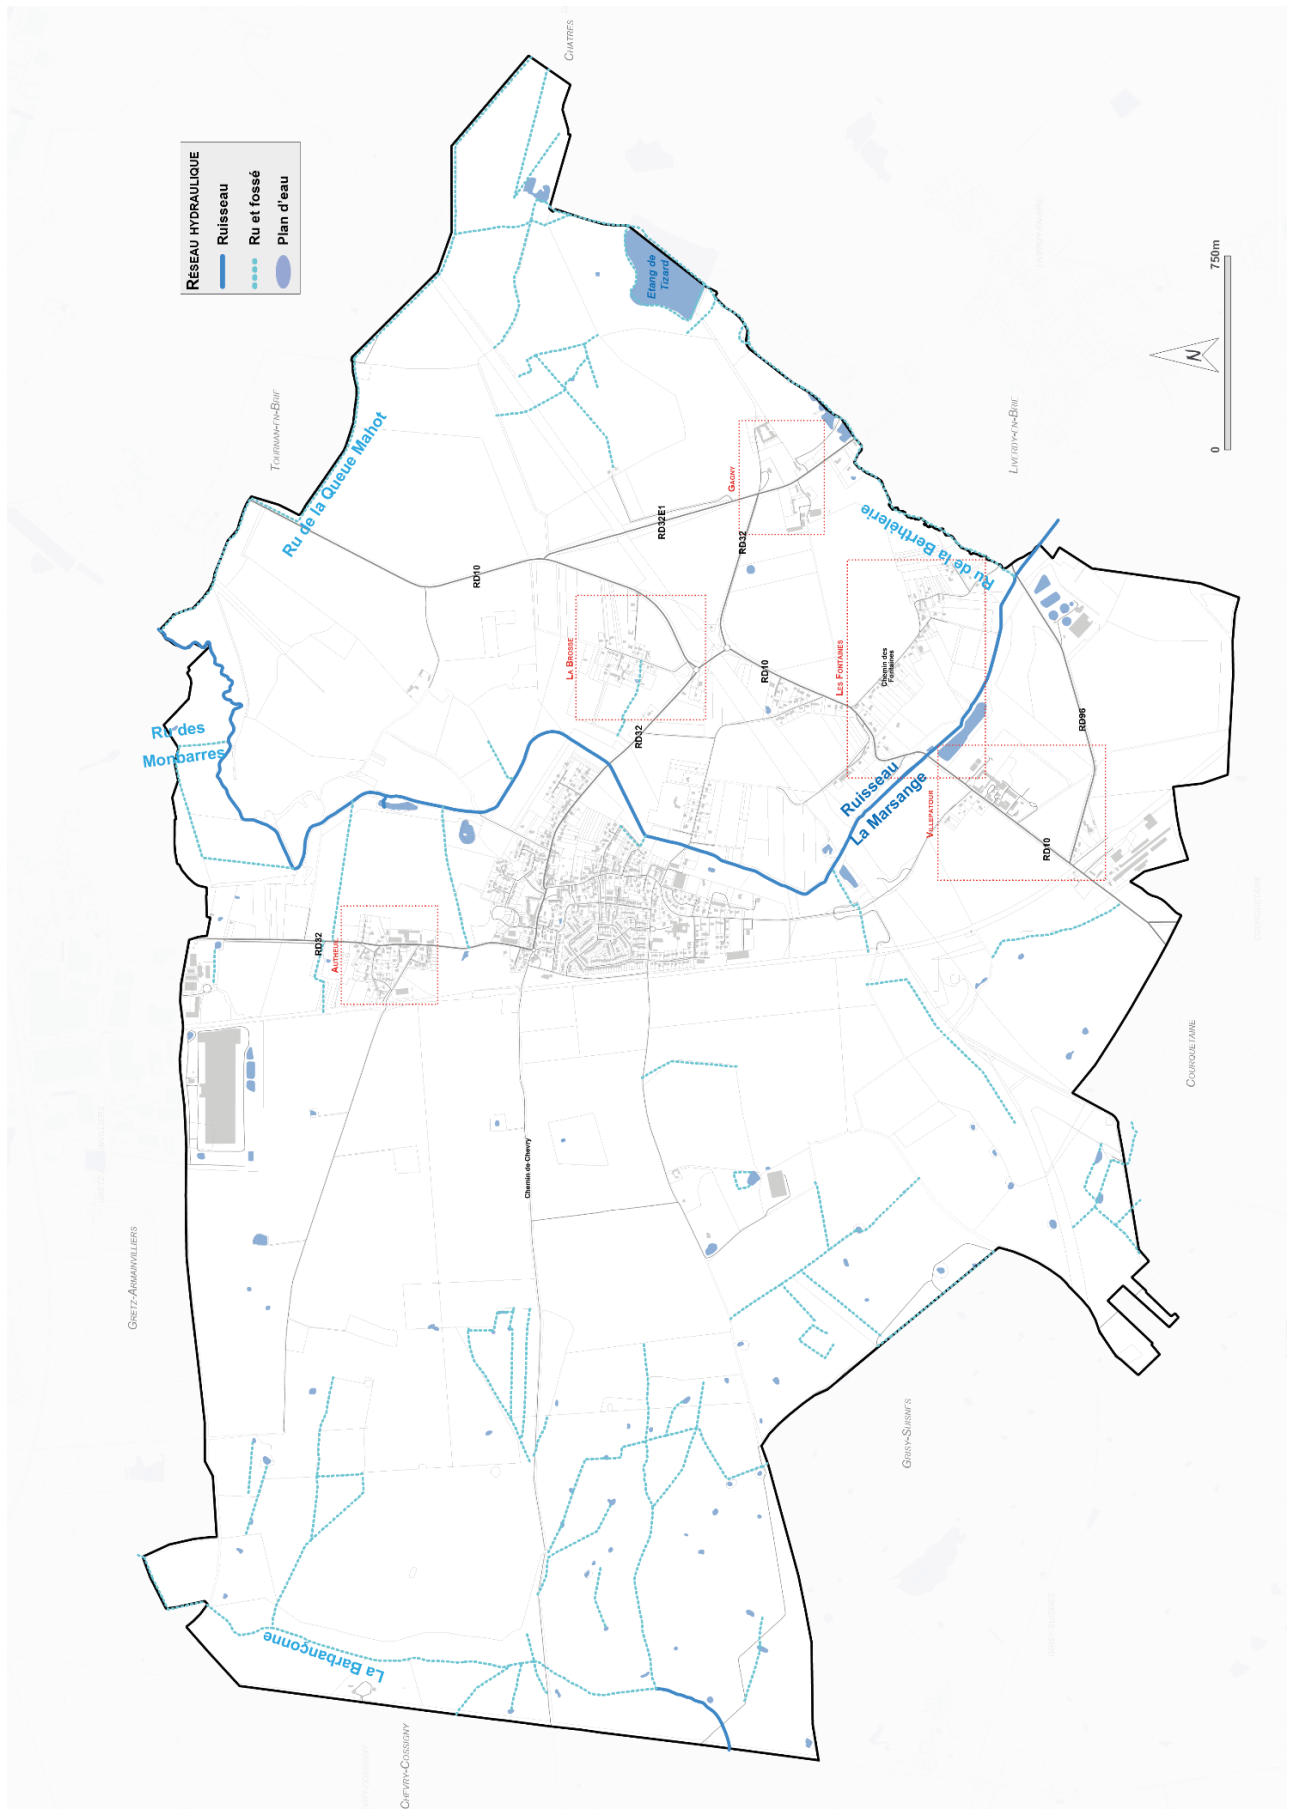 RÉSEAU HYDRAULIQUE
Ruisseau
Ru et fossé
Plan d'eau
CHATRES
TOURNAN-EN-BRIE
Ru de la Queue Mahot
Etang de
Tizard
750m
0
N
LIVERDY-EN-BRIE
GAGNY
RD32E1
RD32
RD10
Ru de la Berthèlerie
LA BROSSE
LES FONTAINES
Chemin des
Fontaines
RD10
RD32
RD96
Ru des
Monbarres
Ruisseau
La Marsange
VILLEPATOUR
RD10
RD32
AUTHEUIL
COURQUETAINE
Chemin de Chevry
GRETZ-ARMAINVILLIERS
GRISY-SUISNES
La Barbançonne
CHEVRY-COSSIGNY